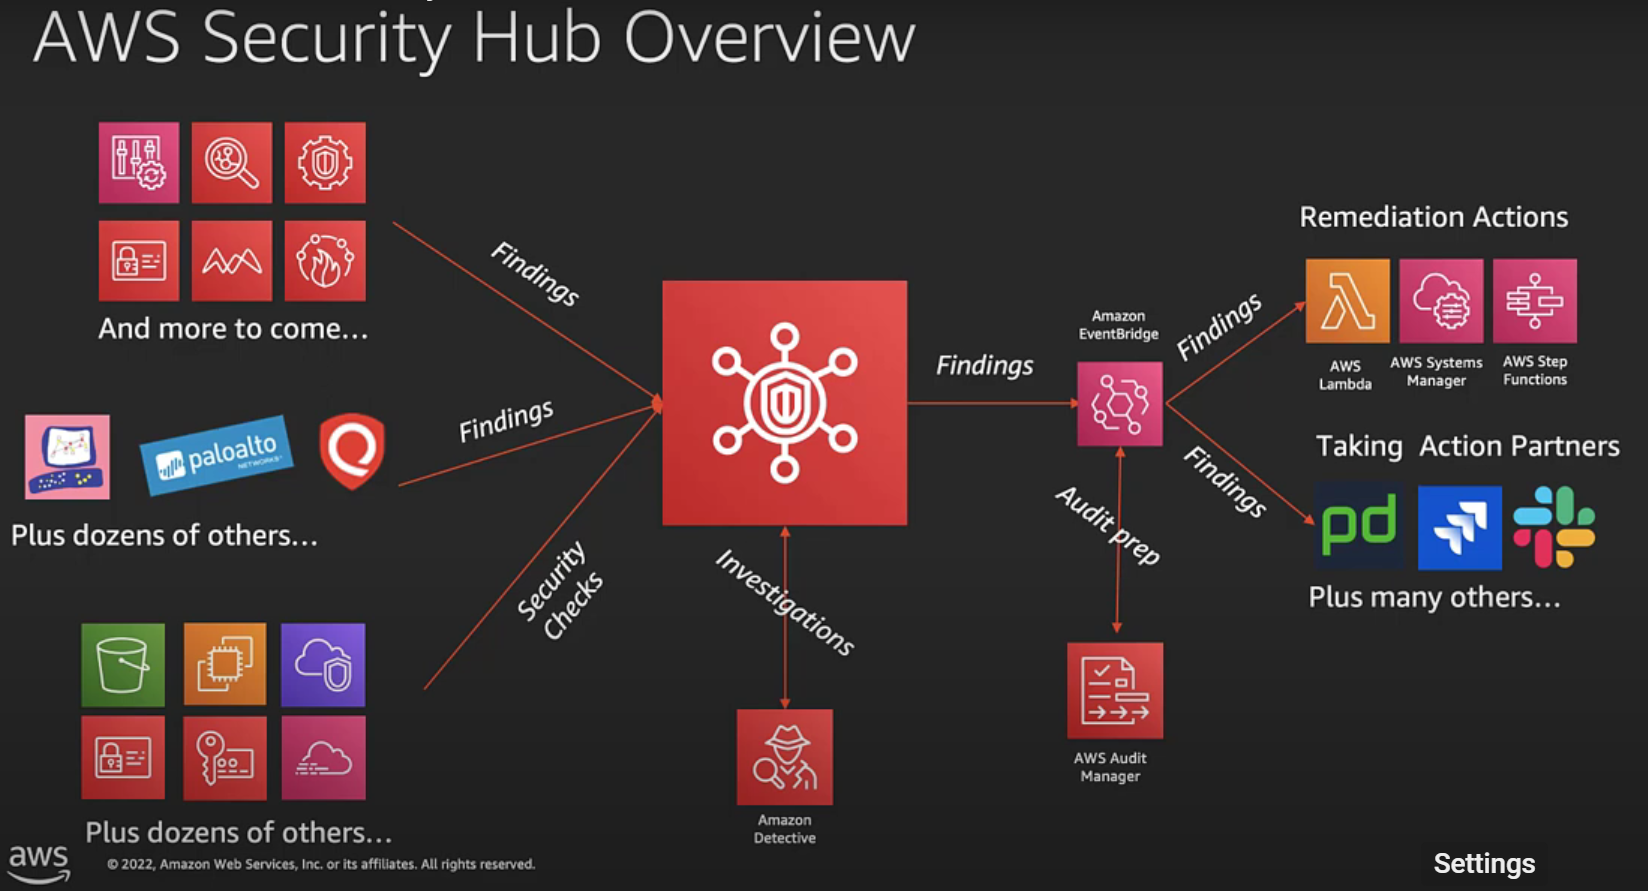 AWS Security Hub Overview
Findings
And more to come...
Findings
paloalto
NETWORKS
Plus dozens of others...
Security
Checks
Plus dozens of others...
Investigations
Amazon
Detective
Findings
Amazon
EventBridge
Audit prep
AWS Audit
Manager
Findings
Findings
Remediation Actions
AWS
Lambda
AWS Systems
Manager
AWS Step
Functions
Taking Action Partners
pd
Plus many others...
aws
© 2022, Amazon Web Services, Inc. or its affiliates. All rights reserved.
Settings